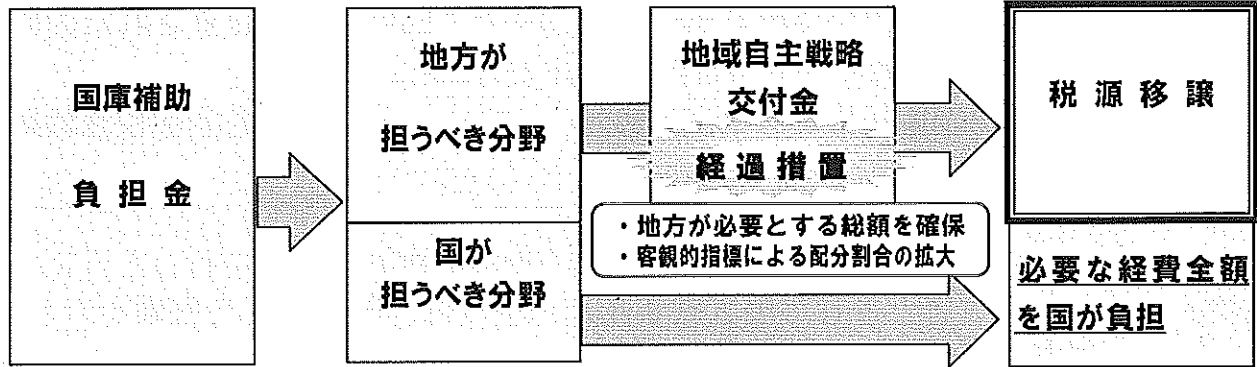 国庫補助
負担金
地方が
担うべき分野
国が
担うべき分野
地域自主戦略
交付金
経過措置
・地方が必要とする総額を確保
・客観的指標による配分割合の拡大
税源移譲
必要な経費全額
を国が負担